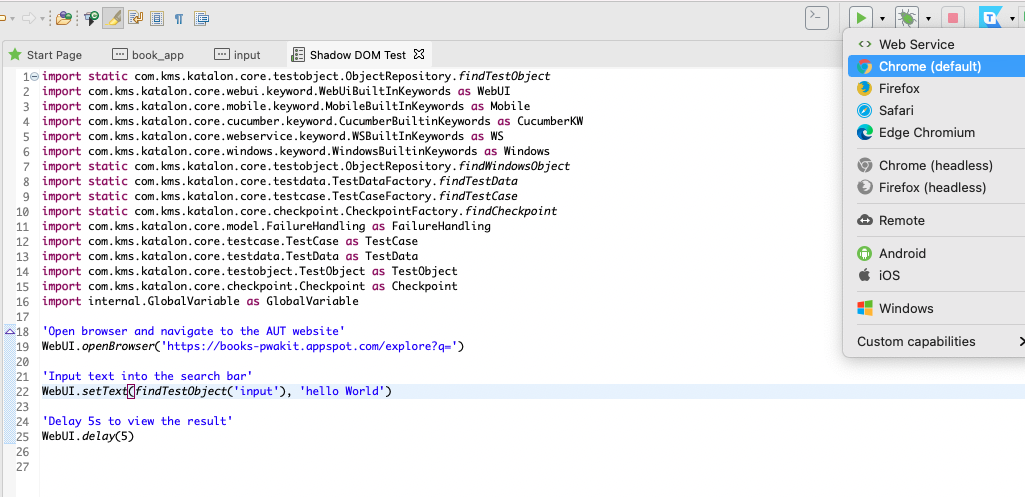 Start Page
book_app
input
Shadow DOM Test
1 import static com.kms.katalon.core.testobject.ObjectRepository.findTestObject
2 import com.kms.katalon.core.webui.keyword.WebUiBuiltInKeywords as WebUI
3 import com.kms.katalon.core.mobile.keyword.MobileBuiltInKeywords as Mobile
4 import com.kms.katalon.core.cucumber.keyword.CucumberBuiltinKeywords as CucumberKW
5 import com.kms.katalon.core.webservice.keyword.WSBuiltInKeywords as WS
6 import com.kms.katalon.core.windows.keyword.WindowsBuiltinKeywords as Windows
7 import static com.kms.katalon.core.testobject.ObjectRepository.findWindowsObject
8 import static com.kms.katalon.core.testdata.TestDataFactory.findTestData
9 import static com.kms.katalon.core.testcase.TestCaseFactory.findTestCase
10 import static com.kms.katalon.core.checkpoint.CheckpointFactory.findCheckpoint
11 import com.kms.katalon.core.model.FailureHandling as FailureHandling
12 import com.kms.katalon.core.testcase.TestCase as TestCase
13 import com.kms.katalon.core.testdata.TestData as TestData
14 import com.kms.katalon.core.testobject.TestObject as TestObject
15 import com.kms.katalon.core.checkpoint.Checkpoint as Checkpoint
16 import internal.GlobalVariable as GlobalVariable
17
18 'Open browser and navigate to the AUT website'
19 WebUI.openBrowser('https://books-pwakit.appspot.com/explore?q=')
20
21 'Input text into the search bar'
22 WebUI.setText(findTestObject('input'), 'hello World')
23
24 'Delay 5s to view the result'
25 WebUI.delay(5)
26
27
Web Service
Chrome (default)
Firefox
Safari
Edge Chromium
Chrome (headless)
Firefox (headless)
Remote
Android
iOS
Windows
Custom capabilities